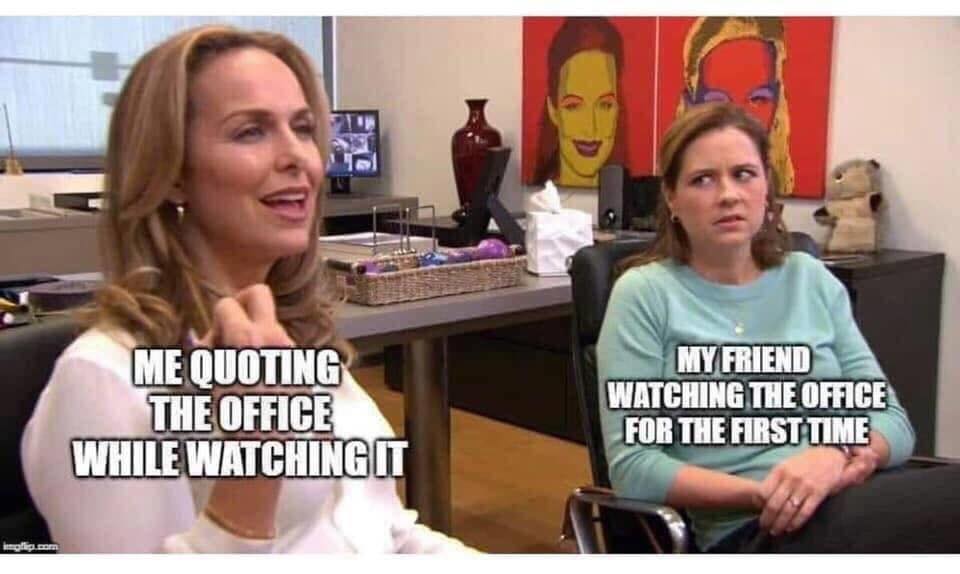 ME QUOTING
THE OFFICE
WHILE WATCHING IT
MY FRIEND
WATCHING THE OFFICE
FOR THE FIRST TIME
imgflip.com